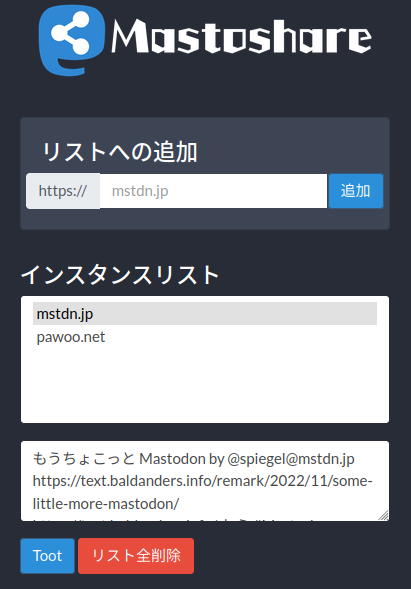 Mastoshare
リストへの追加
https:// mstdn.jp 追加
インスタンスリスト
mstdn.jp
pawoo.net
もうちょこっと Mastodon by @spiegel@mstdn.jp
https://text.baldanders.info/remark/2022/11/some-
little-more-mastodon/
Toot リスト全削除